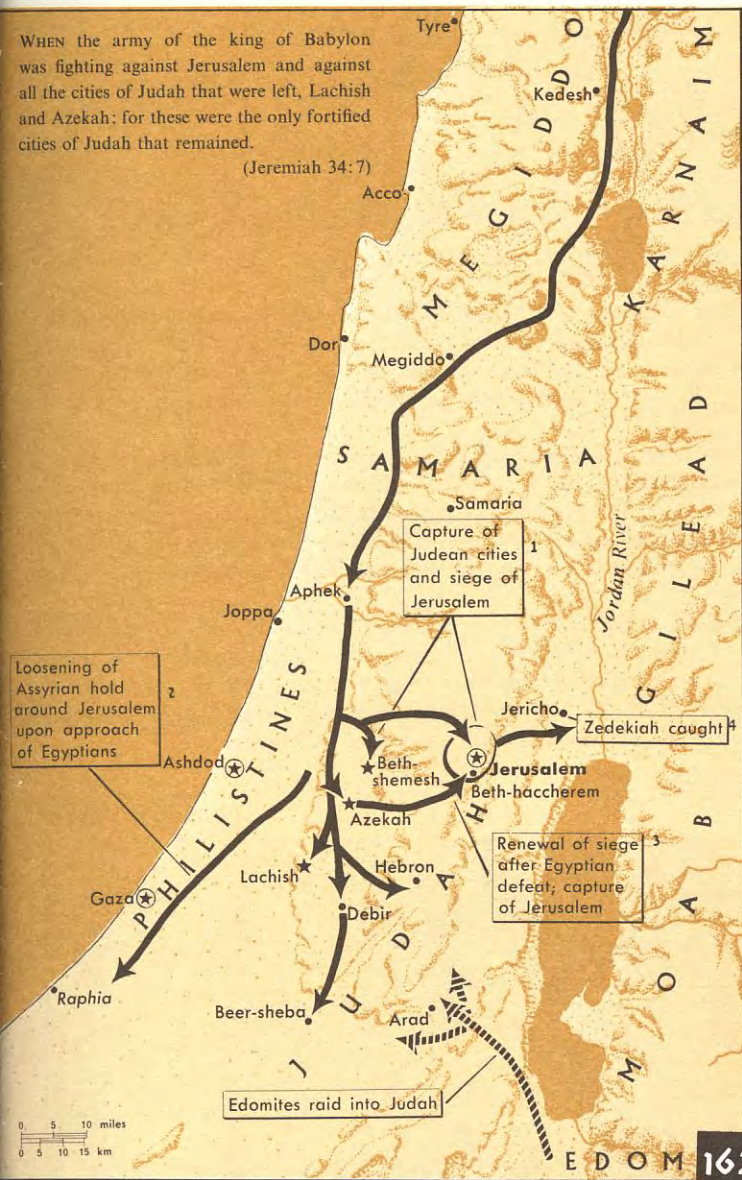 WHEN the army of the king of Babylon
was fighting against Jerusalem and against
all the cities of Judah that were left, Lachish
and Azekah; for these were the only fortified
cities of Judah that remained.
(Jeremiah 34:7)
Tyre
Kedesh
Acco
MEGIDDO
KARNAIM
Dor
Megiddo
SAMARIA
Samaria
Capture of
Judean cities
and siege of
Jerusalem
1
Jordan River
GILEAD
Aphek
Joppa
Loosening of
Assyrian hold
around Jerusalem
upon approach
of Egyptians
2
PHILISTINES
Jericho
Zedekiah caught
4
Ashdod
Beth-
shemesh
Jerusalem
Beth-haccherem
Azekah
Renewal of siege
after Egyptian
defeat; capture
of Jerusalem
3
Lachish
Hebron
Gaza
Debir
JUDAH
MOAB
Raphia
Beer-sheba
Arad
Edomites raid into Judah
0 5 10 miles
0 5 10 15 km
EDOM